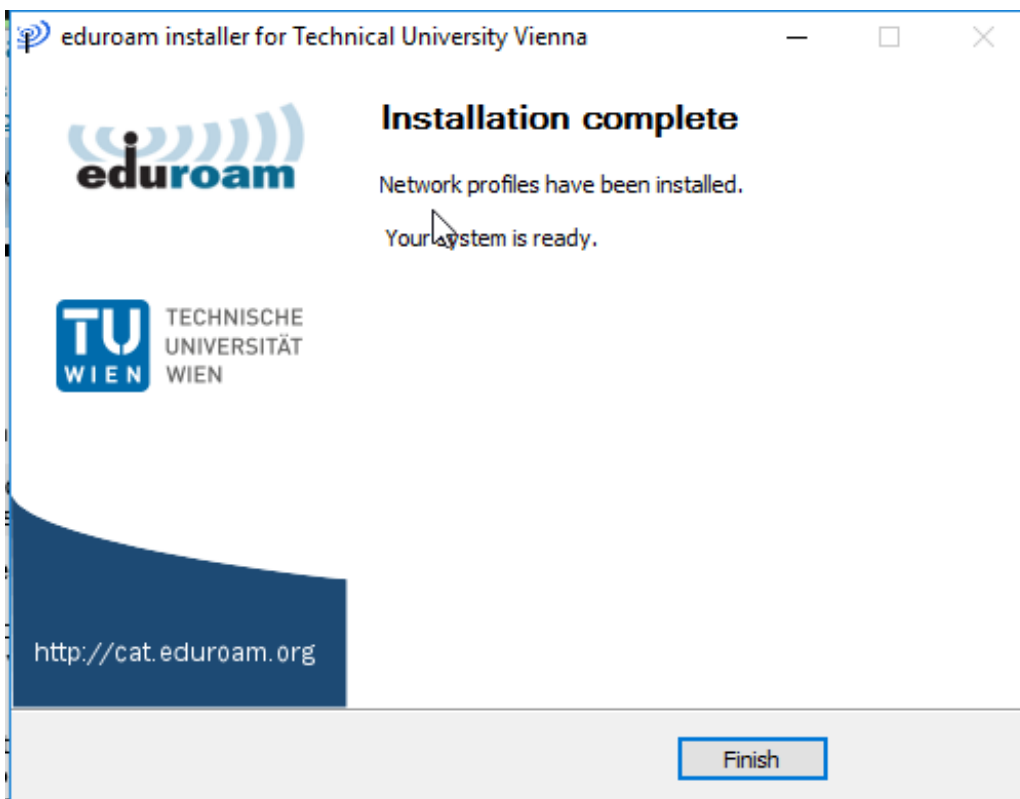 eduroam installer for Technical University Vienna
eduroam
Installation complete
Network profiles have been installed.
Your system is ready.
TU
WIEN
TECHNISCHE
UNIVERSITÄT
WIEN
http://cat.eduroam.org
Finish